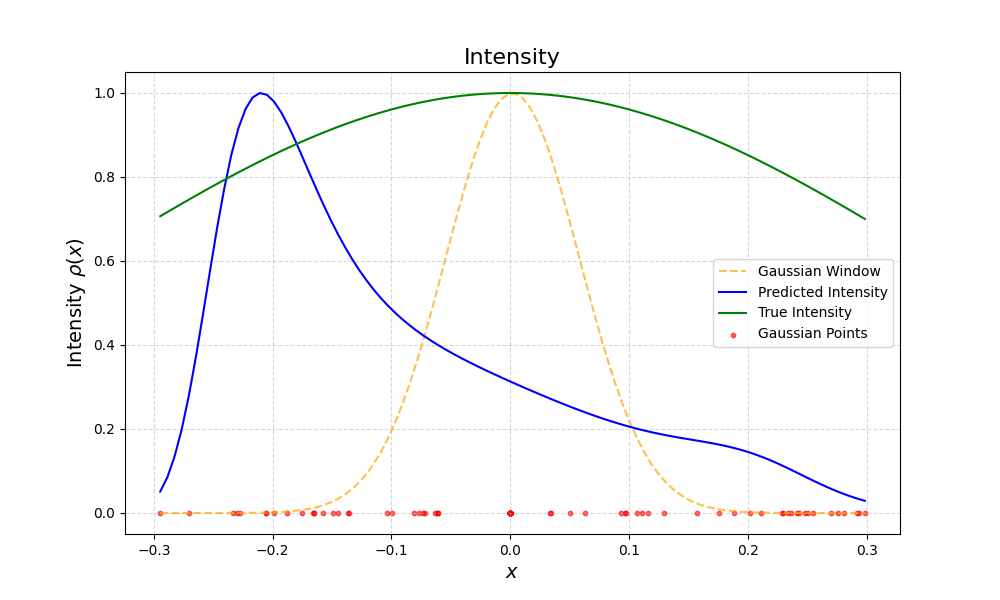 Intensity
Intensity ρ(x)
1.0
0.8
0.6
0.4
0.2
0.0
Gaussian Window
Predicted Intensity
True Intensity
Gaussian Points
−0.3
−0.2
−0.1
0.0
0.1
0.2
0.3
x